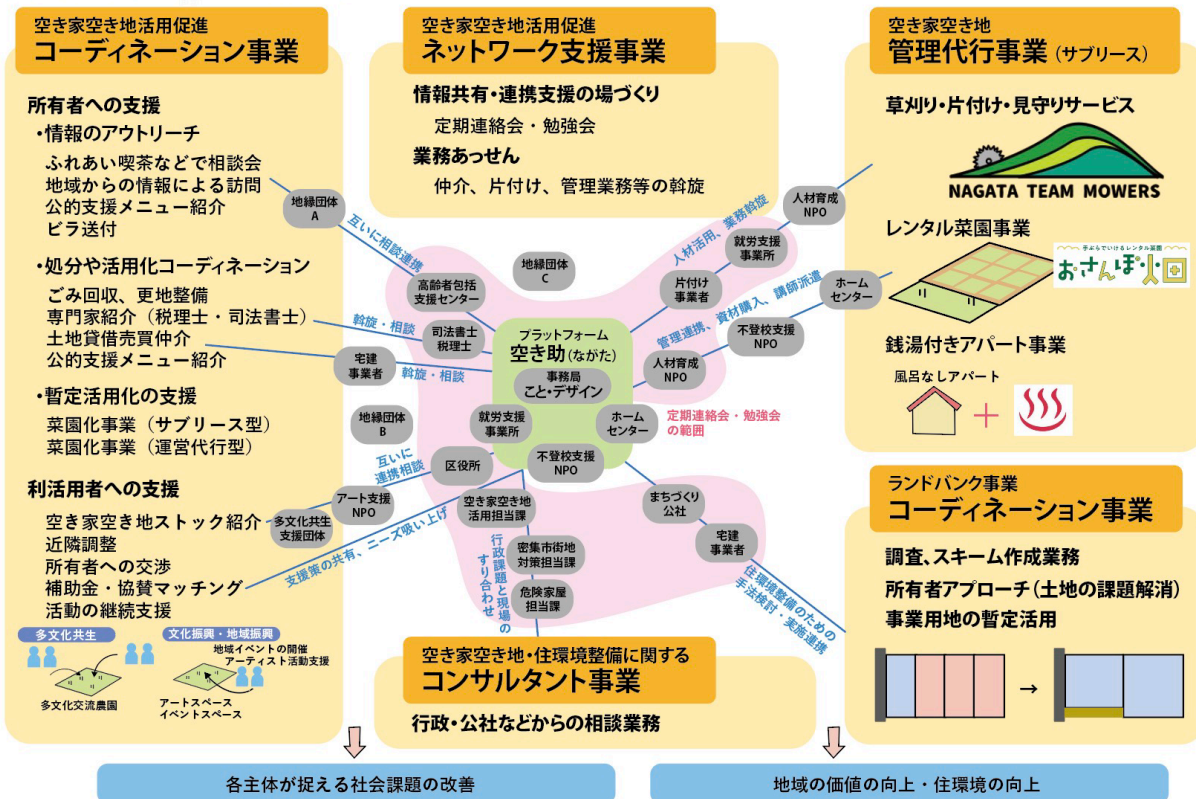 空き家空き地活用促進
コーディネーション事業
所有者への支援
・情報のアウトリーチ
ふれあい喫茶などで相談会
地域からの情報による訪問
公的支援メニュー紹介
ビラ送付
・処分や活用化コーディネーション
ごみ回収、更地整備
専門家紹介（税理士・司法書士）
土地貸借売買仲介
公的支援メニュー紹介
・暫定活用化の支援
菜園化事業（サブリース型）
菜園化事業（運営代行型）
利活用者への支援
空き家空き地ストック紹介
近隣調整
所有者への交渉
補助金・協賛マッチング
活動の継続支援
多文化共生
多文化交流農園
文化振興・地域振興
地域イベントの開催
アーティスト活動支援
アートスペース
イベントスペース
空き家空き地活用促進
ネットワーク支援事業
情報共有・連携支援の場づくり
定期連絡会・勉強会
業務あっせん
仲介、片付け、管理業務等の斡旋
地縁団体
A
互いに相談連携
高齢者包括
支援センター
地縁団体
C
司法書士
税理士
斡旋・相談
宅建
事業者
斡旋・相談
地縁団体
B
プラットフォーム
空き助(ながた)
事務局
こと・デザイン
就労支援
事業所
ホーム
センター
不登校支援
NPO
片付け
事業者
就労支援
事業所
人材育成
NPO
人材活用、業務斡旋
人材育成
NPO
不登校支援
NPO
ホーム
センター
管理連携、資材購入、講師派遣
定期連絡会・勉強会
の範囲
区役所
互いに
連携相談
アート支援
NPO
多文化共生
支援団体
支援策の共有、ニーズ吸い上げ
空き家空き地
活用担当課
密集市街地
対策担当課
危険家屋
担当課
行政課題と現場の
すり合わせ
まちづくり
公社
宅建
事業者
住環境整備のための
手法検討・実施連携
空き家空き地・住環境整備に関する
コンサルタント事業
行政・公社などからの相談業務
空き家空き地
管理代行事業（サブリース）
草刈り・片付け・見守りサービス
NAGATA TEAM MOWERS
レンタル菜園事業
手ぶらでいけるレンタル菜園
おさんぽ畑
銭湯付きアパート事業
風呂なしアパート
+
ランドバンク事業
コーディネーション事業
調査、スキーム作成業務
所有者アプローチ（土地の課題解消）
事業用地の暫定活用
→
各主体が捉える社会課題の改善
地域の価値の向上・住環境の向上